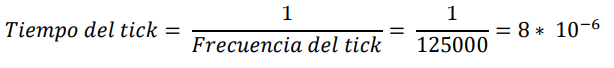 Tiempo del tick = 1 / Frecuencia del tick = 1 / 125000 = 8 * 10⁻⁶